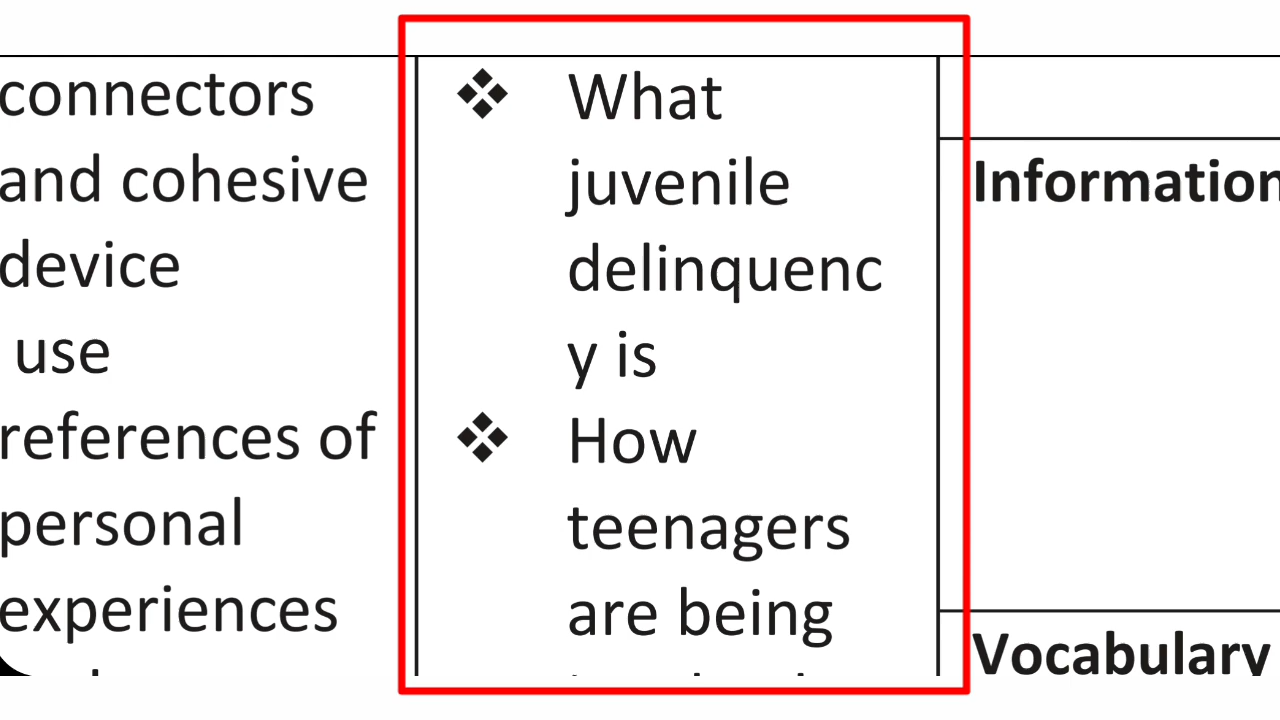 connectors
and cohesive
device
use
references of
personal
experiences
❖ What
juvenile
delinquenc
y is
❖ How
teenagers
are being
Information
Vocabulary